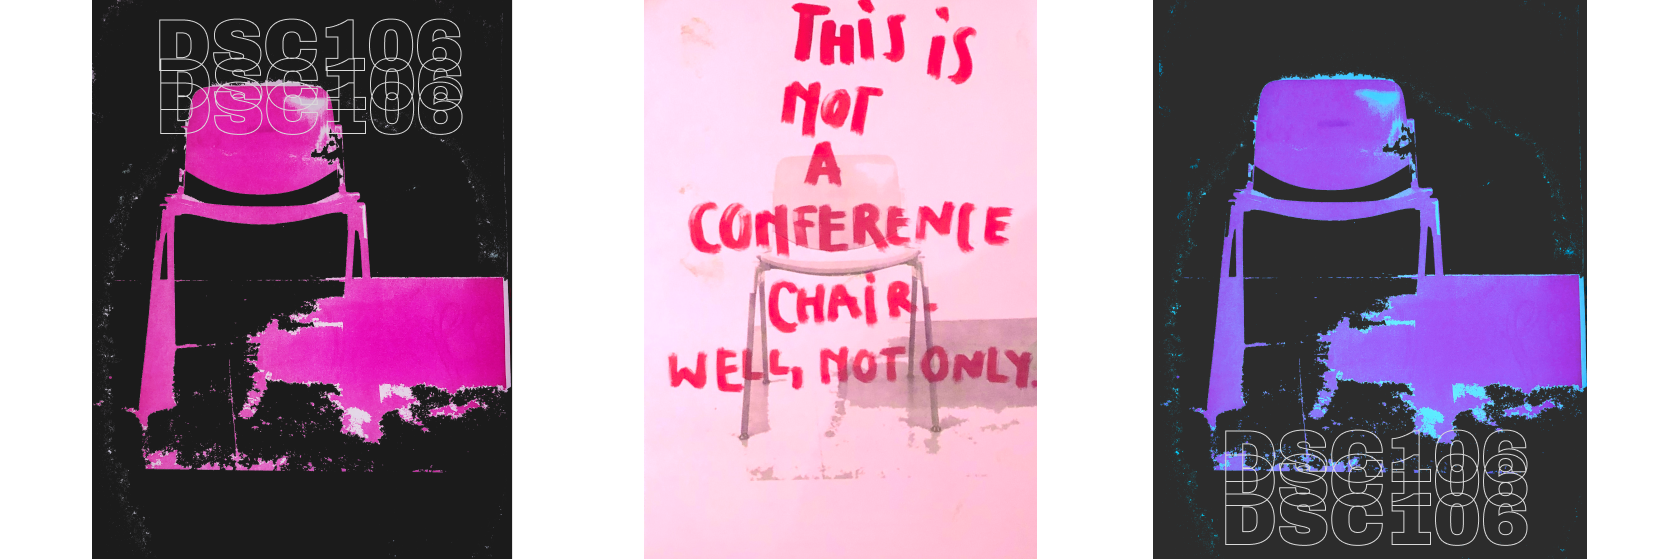 DSC106
DSC106
DSC106
THiS iS
NOT
A
CONFERENCE
CHAiR.
WELL, NOT ONLY.
DSC106
DSC106
DSC106